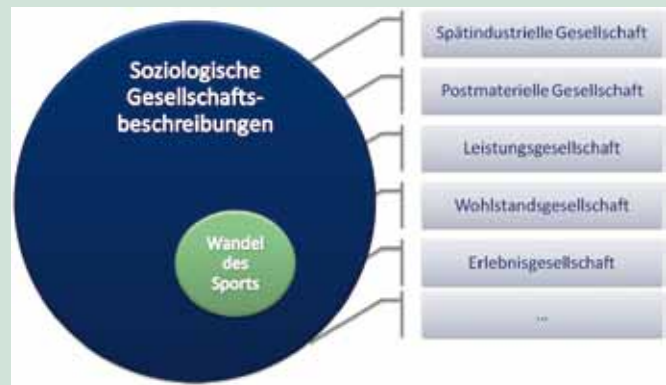 Soziologische
Gesellschafts-
beschreibungen
Wandel
des
Sports
Spätindustrielle Gesellschaft
Postmaterielle Gesellschaft
Leistungsgesellschaft
Wohlstandsgesellschaft
Erlebnisgesellschaft
...